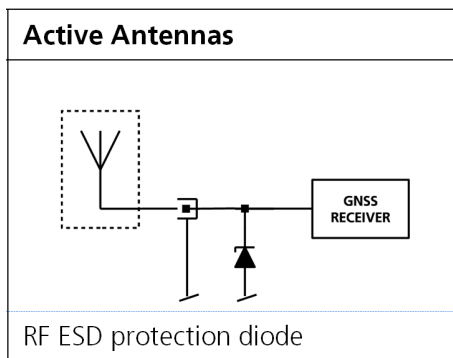 Active Antennas
GNSS
RECEIVER
RF ESD protection diode